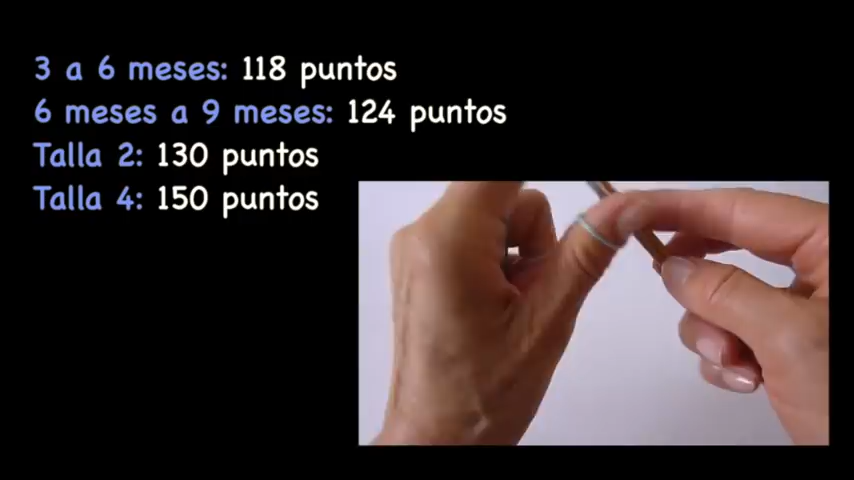 3 a 6 meses: 118 puntos
6 meses a 9 meses: 124 puntos
Talla 2: 130 puntos
Talla 4: 150 puntos